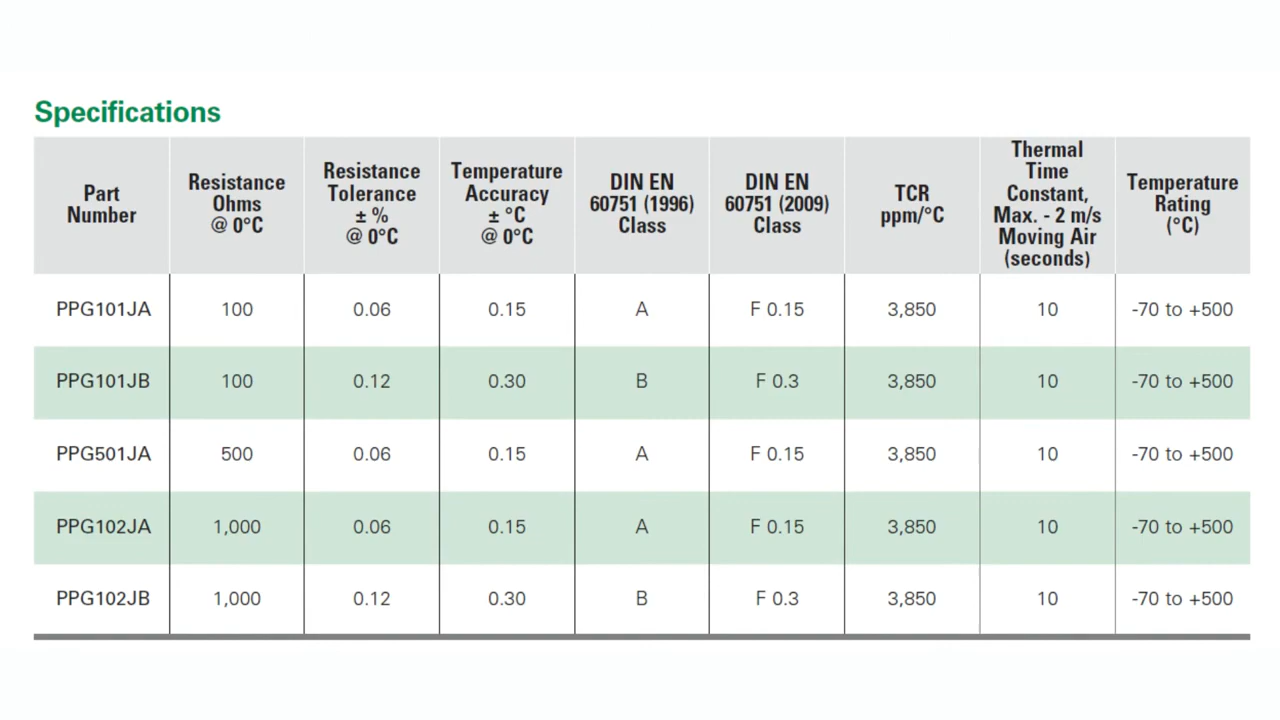 Specifications
Part Number | Resistance Ohms @ 0°C | Resistance Tolerance ± % @ 0°C | Temperature Accuracy ± °C @ 0°C | DIN EN 60751 (1996) Class | DIN EN 60751 (2009) Class | TCR ppm/°C | Thermal Time Constant, Max. - 2 m/s Moving Air (seconds) | Temperature Rating (°C)
PPG101JA | 100 | 0.06 | 0.15 | A | F 0.15 | 3,850 | 10 | -70 to +500
PPG101JB | 100 | 0.12 | 0.30 | B | F 0.3 | 3,850 | 10 | -70 to +500
PPG501JA | 500 | 0.06 | 0.15 | A | F 0.15 | 3,850 | 10 | -70 to +500
PPG102JA | 1,000 | 0.06 | 0.15 | A | F 0.15 | 3,850 | 10 | -70 to +500
PPG102JB | 1,000 | 0.12 | 0.30 | B | F 0.3 | 3,850 | 10 | -70 to +500